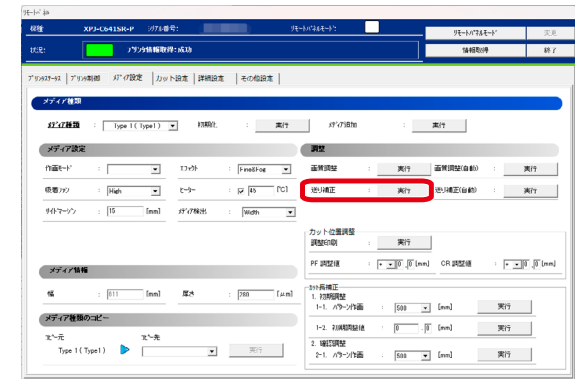 ﾘﾓｰﾄﾊﾟﾈﾙ
機種 XPJ-C641SR-P ｼﾘｱﾙ番号: ﾘﾓｰﾄﾊﾟﾈﾙﾓｰﾄﾞ: ﾘﾓｰﾄﾊﾟﾈﾙﾓｰﾄﾞ 変更
状況: ﾌﾟﾘﾝﾀ情報取得:成功 情報取得 終了
ﾌﾟﾘﾝﾀｽﾃｰﾀｽ ﾌﾟﾘﾝﾀ制御 ﾒﾃﾞｨｱ設定 ｶｯﾄ設定 詳細設定 その他設定
メディア種類
ﾒﾃﾞｨｱ種類 : Type 1 ( Type1 ) 初期化 : 実行 ﾒﾃﾞｨｱ追加 : 実行
メディア設定 調整
作画ﾓｰﾄﾞ : ｴﾌｪｸﾄ : Fine&Fog 画質調整 : 実行 画質調整(自動) : 実行
吸着ﾌｧﾝ : High ﾋｰﾀｰ : 45 [℃] 送り補正 : 実行 送り補正(自動) : 実行
ｻｲﾄﾞﾏｰｼﾞﾝ : 15 [mm] ﾒﾃﾞｨｱ検出 : Width
カット位置調整
調整印刷 : 実行
PF 調整値 : + 0 . 0 [mm] CR 調整値 : + 0 . 0 [mm]
メディア情報
ｶｯﾄ長補正
1. 初期調整
幅 : 611 [mm] 厚さ : 280 [μm] 1-1. ﾊﾟﾀｰﾝ作画 : 500 [mm] 実行
メディア種類のコピー 1-2. 初期調整値 : 0 . 0 [mm] 実行
ｺﾋﾟｰ元 ｺﾋﾟｰ先 2. 確認調整
Type 1 ( Type1 ) 実行 2-1. ﾊﾟﾀｰﾝ作画 : 500 [mm] 実行